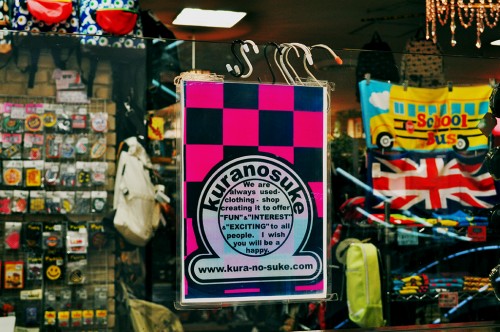 kuranosuke
We are
always used-
clothing - shop
creating it to offer
"FUN"&"INTEREST"
&"EXCITING" to all
people. I wish
you will be a
happy.
www.kura-no-suke.com
School
Bus